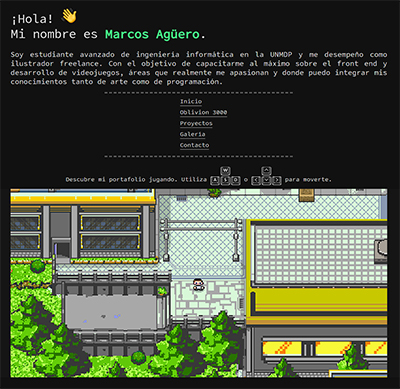 ¡Hola! 👋
Mi nombre es Marcos Agüero.
Soy estudiante avanzado de ingeniería informática en la UNMDP y me desempeño como
ilustrador freelance. Con el objetivo de capacitarme al máximo sobre el front end y
desarrollo de videojuegos, áreas que realmente me apasionan y donde puedo integrar mis
conocimientos tanto de arte como de programación.
Inicio
Oblivion 3000
Proyectos
Galeria
Contacto
W ^
Descubre mi portafolio jugando. Utiliza A S D o < v > para moverte.